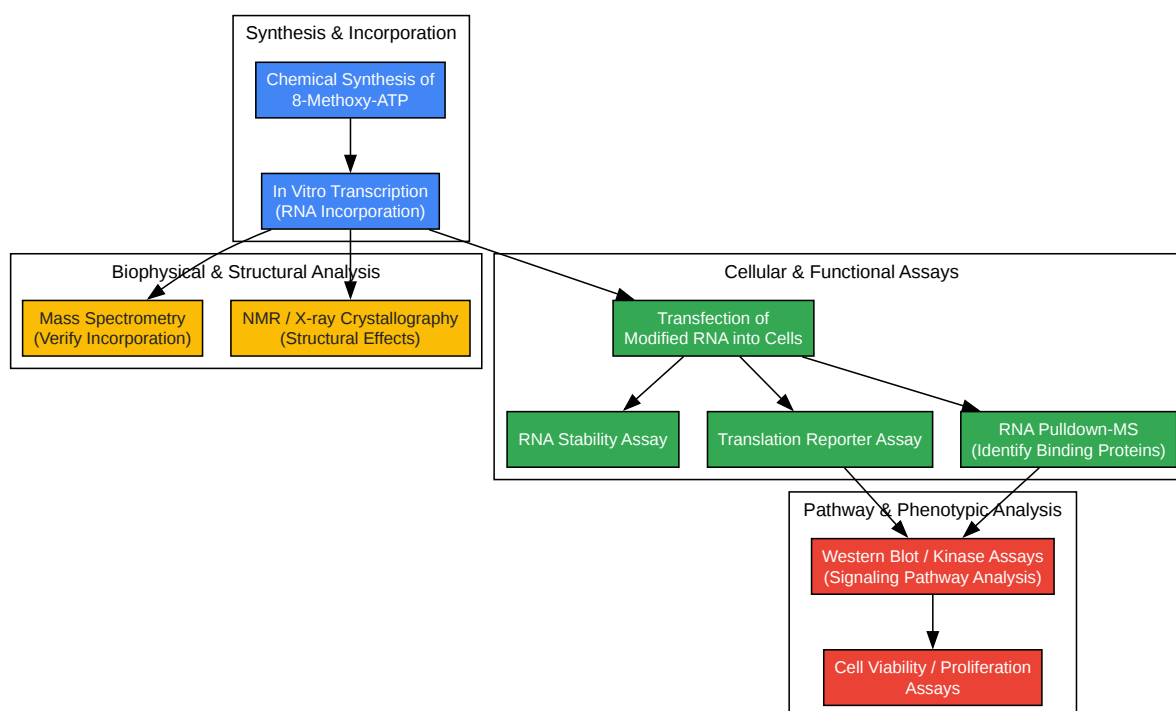 Synthesis & Incorporation
Chemical Synthesis of
8-Methoxy-ATP
In Vitro Transcription
(RNA Incorporation)
Biophysical & Structural Analysis
Mass Spectrometry
(Verify Incorporation)
NMR / X-ray Crystallography
(Structural Effects)
Cellular & Functional Assays
Transfection of
Modified RNA into Cells
RNA Stability Assay
Translation Reporter Assay
RNA Pulldown-MS
(Identify Binding Proteins)
Pathway & Phenotypic Analysis
Western Blot / Kinase Assays
(Signaling Pathway Analysis)
Cell Viability / Proliferation
Assays